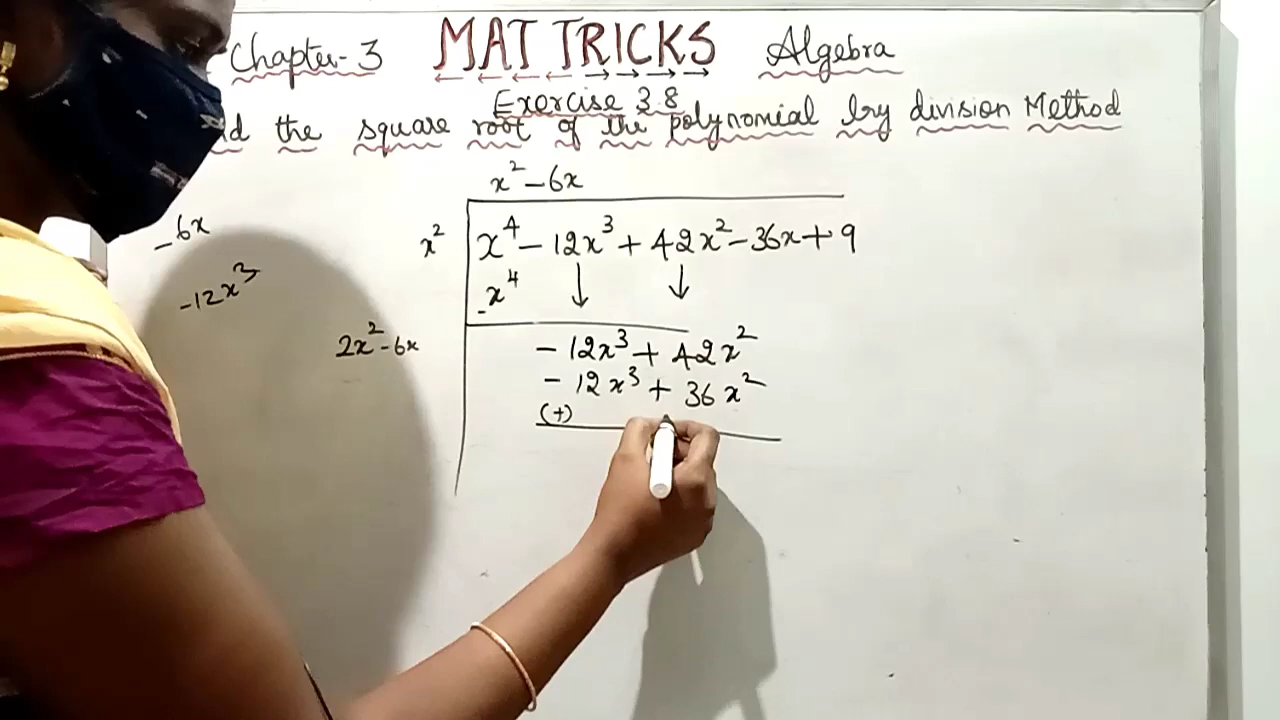 Chapter-3 MAT TRICKS Algebra
Exercise 3.8
the square root of the polynomial by division Method
x² - 6x
x² x⁴ - 12x³ + 42x² - 36x + 9
- x⁴
2x² - 6x - 12x³ + 42x²
- 12x³ + 36x²
(+)
- 6x
- 12x³